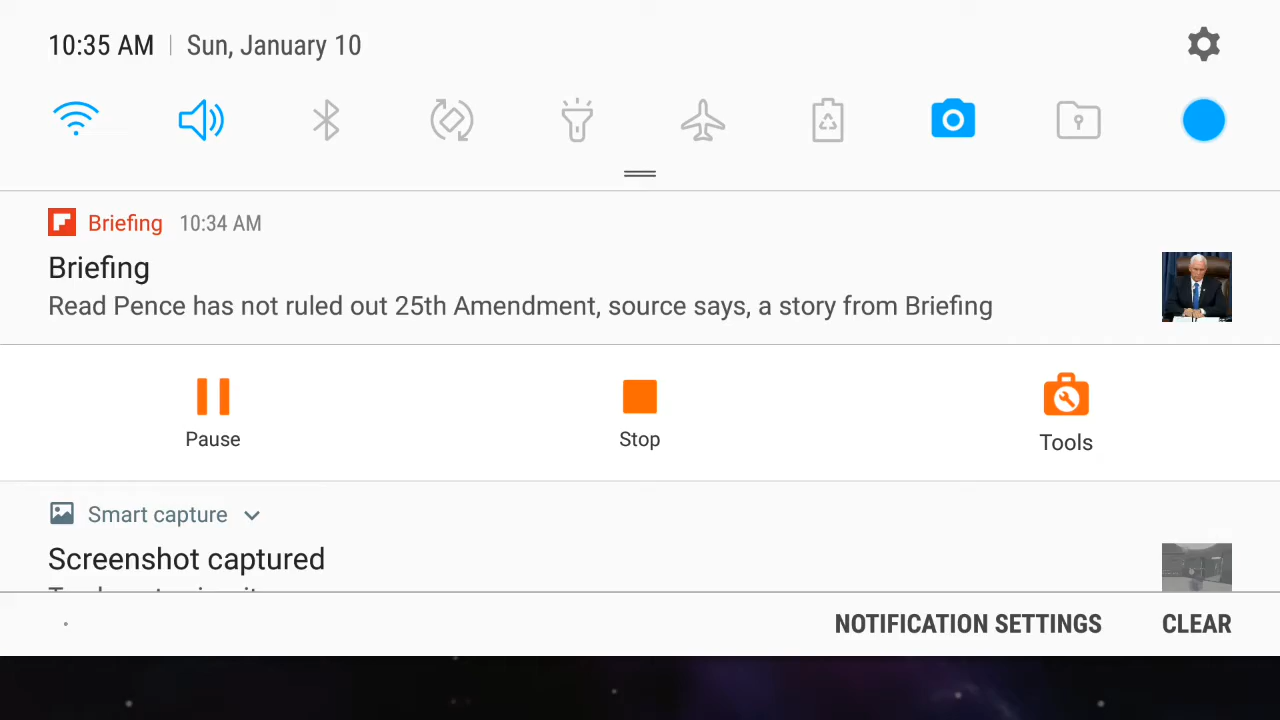 10:35 AM | Sun, January 10
Briefing 10:34 AM
Briefing
Read Pence has not ruled out 25th Amendment, source says, a story from Briefing
Pause Stop Tools
Smart capture
Screenshot captured
NOTIFICATION SETTINGS CLEAR